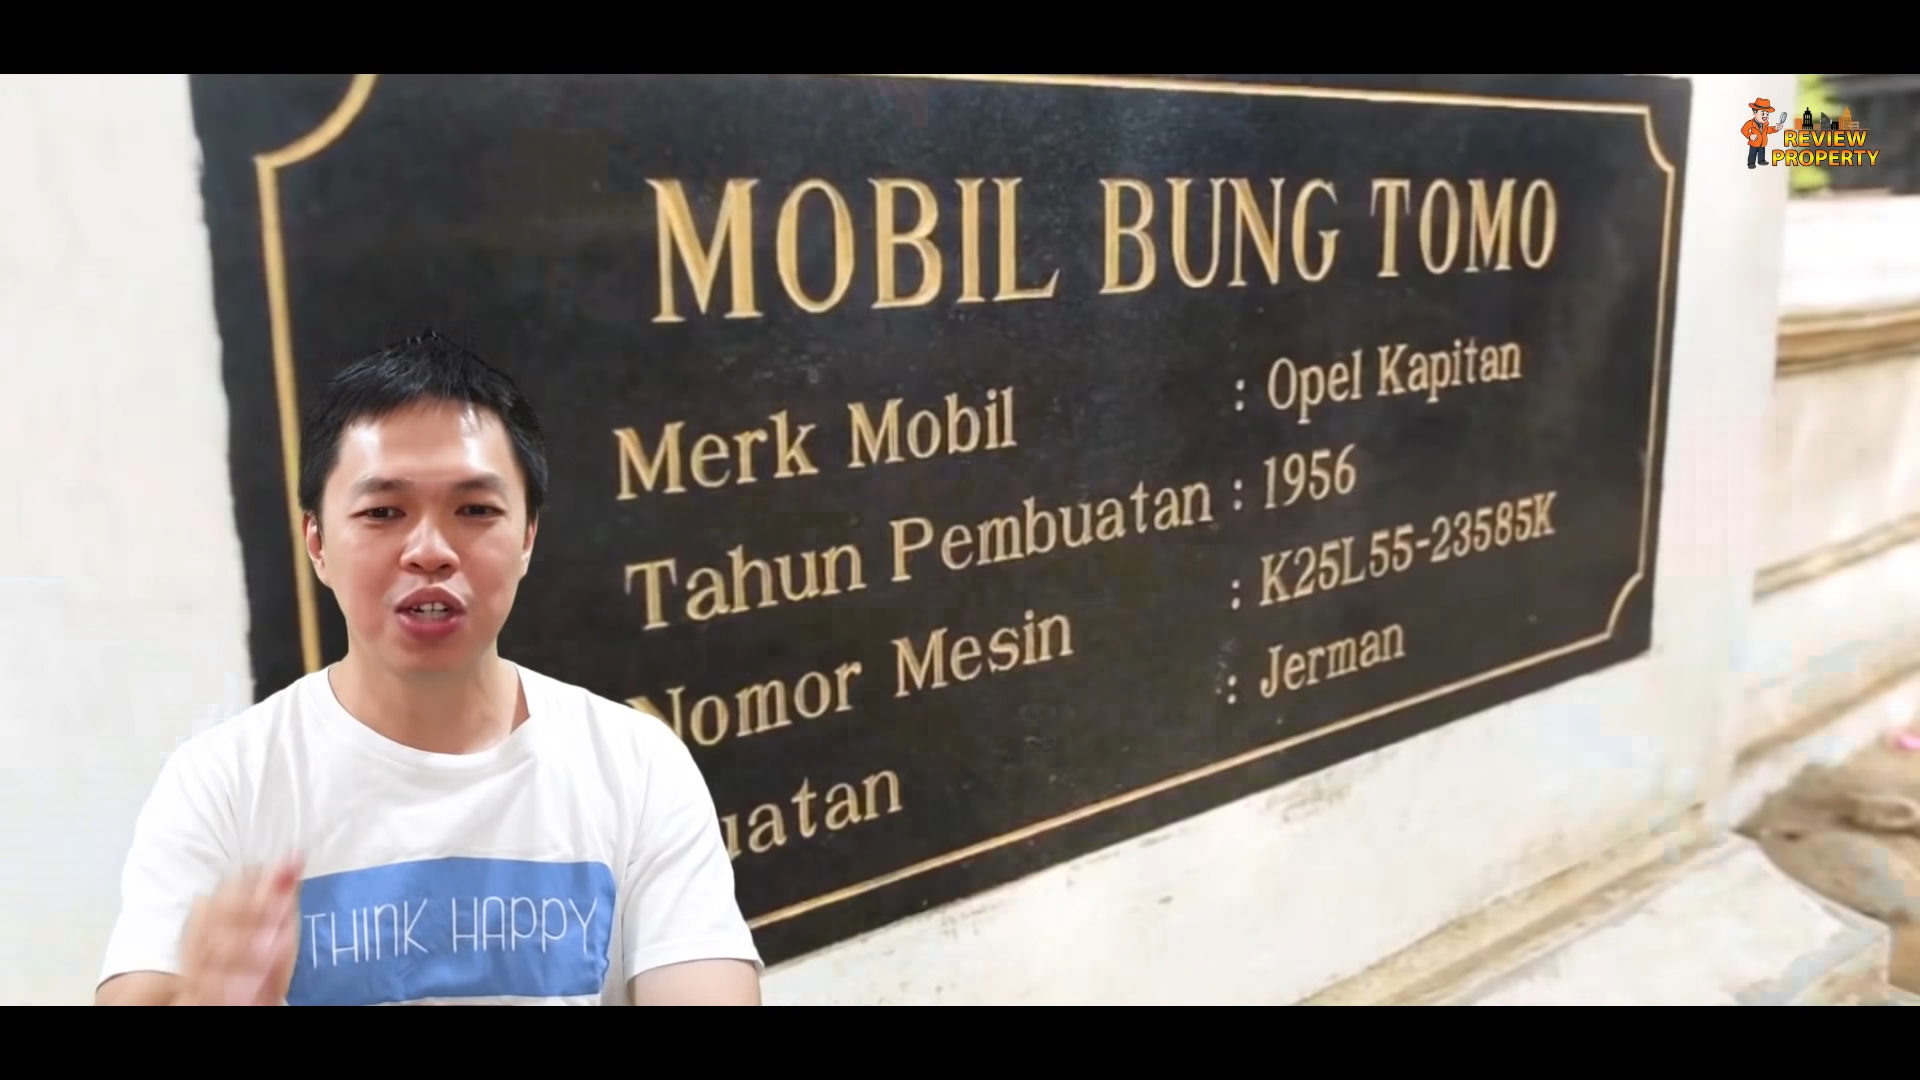 REVIEW
PROPERTY
MOBIL BUNG TOMO
Merk Mobil : Opel Kapitan
Tahun Pembuatan : 1956
Nomor Mesin : K25L55-23585K
uatan : Jerman
THINK HAPPY